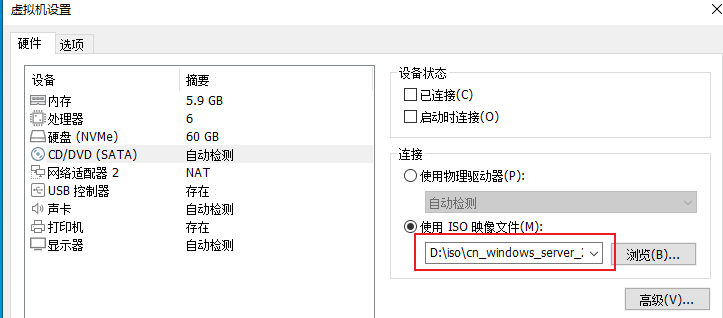 虚拟机设置
硬件 选项
设备 摘要
内存 5.9 GB
处理器 6
硬盘 (NVMe) 60 GB
CD/DVD (SATA) 自动检测
网络适配器 2 NAT
USB 控制器 存在
声卡 自动检测
打印机 存在
显示器 自动检测
设备状态
已连接(C)
启动时连接(O)
连接
使用物理驱动器(P):
自动检测
使用 ISO 映像文件(M):
D:\iso\cn_windows_server_ 浏览(B)...
高级(V)...